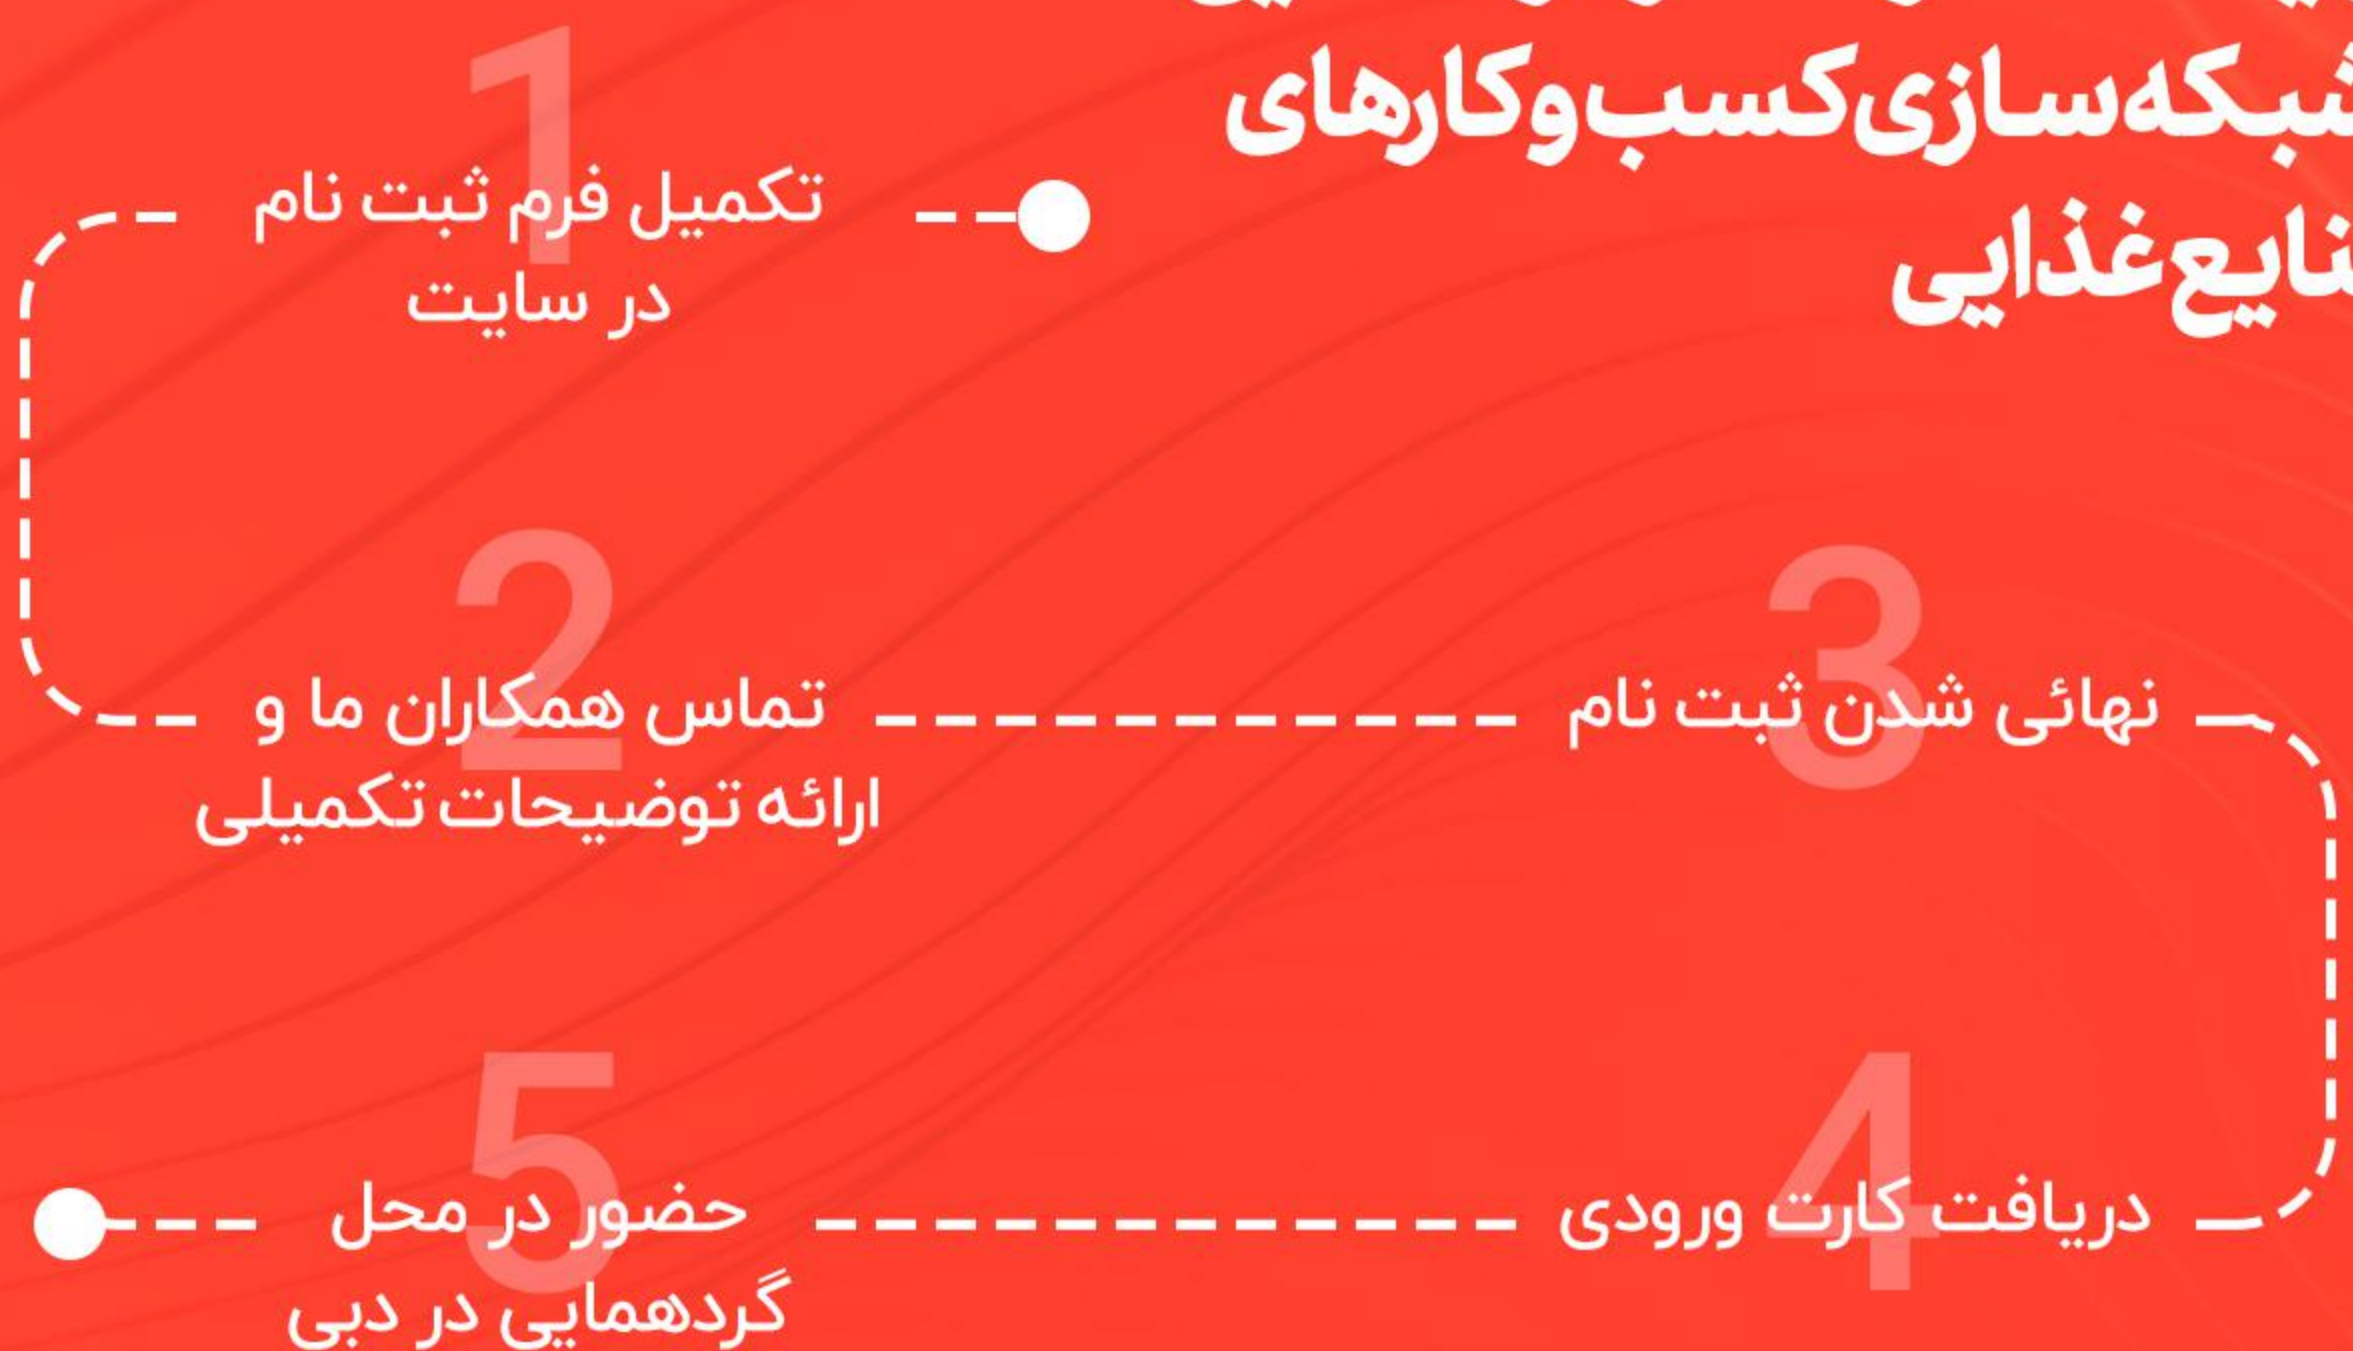 شبکه‌سازی کسب‌وکارهای
غذایی
1
تکمیل فرم ثبت نام
در سایت
2
تماس همکاران ما و
ارائه توضیحات تکمیلی
3
نهائی شدن ثبت نام
4
دریافت کارت ورودی
5
حضور در محل
گردهمایی در دبی